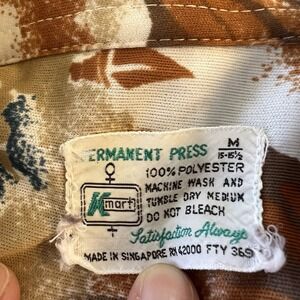 PERMANENT PRESS
M
15-15½
100% POLYESTER
MACHINE WASH AND
TUMBLE DRY MEDIUM
DO NOT BLEACH
Kmart
Satisfaction Always
MADE IN SINGAPORE RN 42000 FTY 369